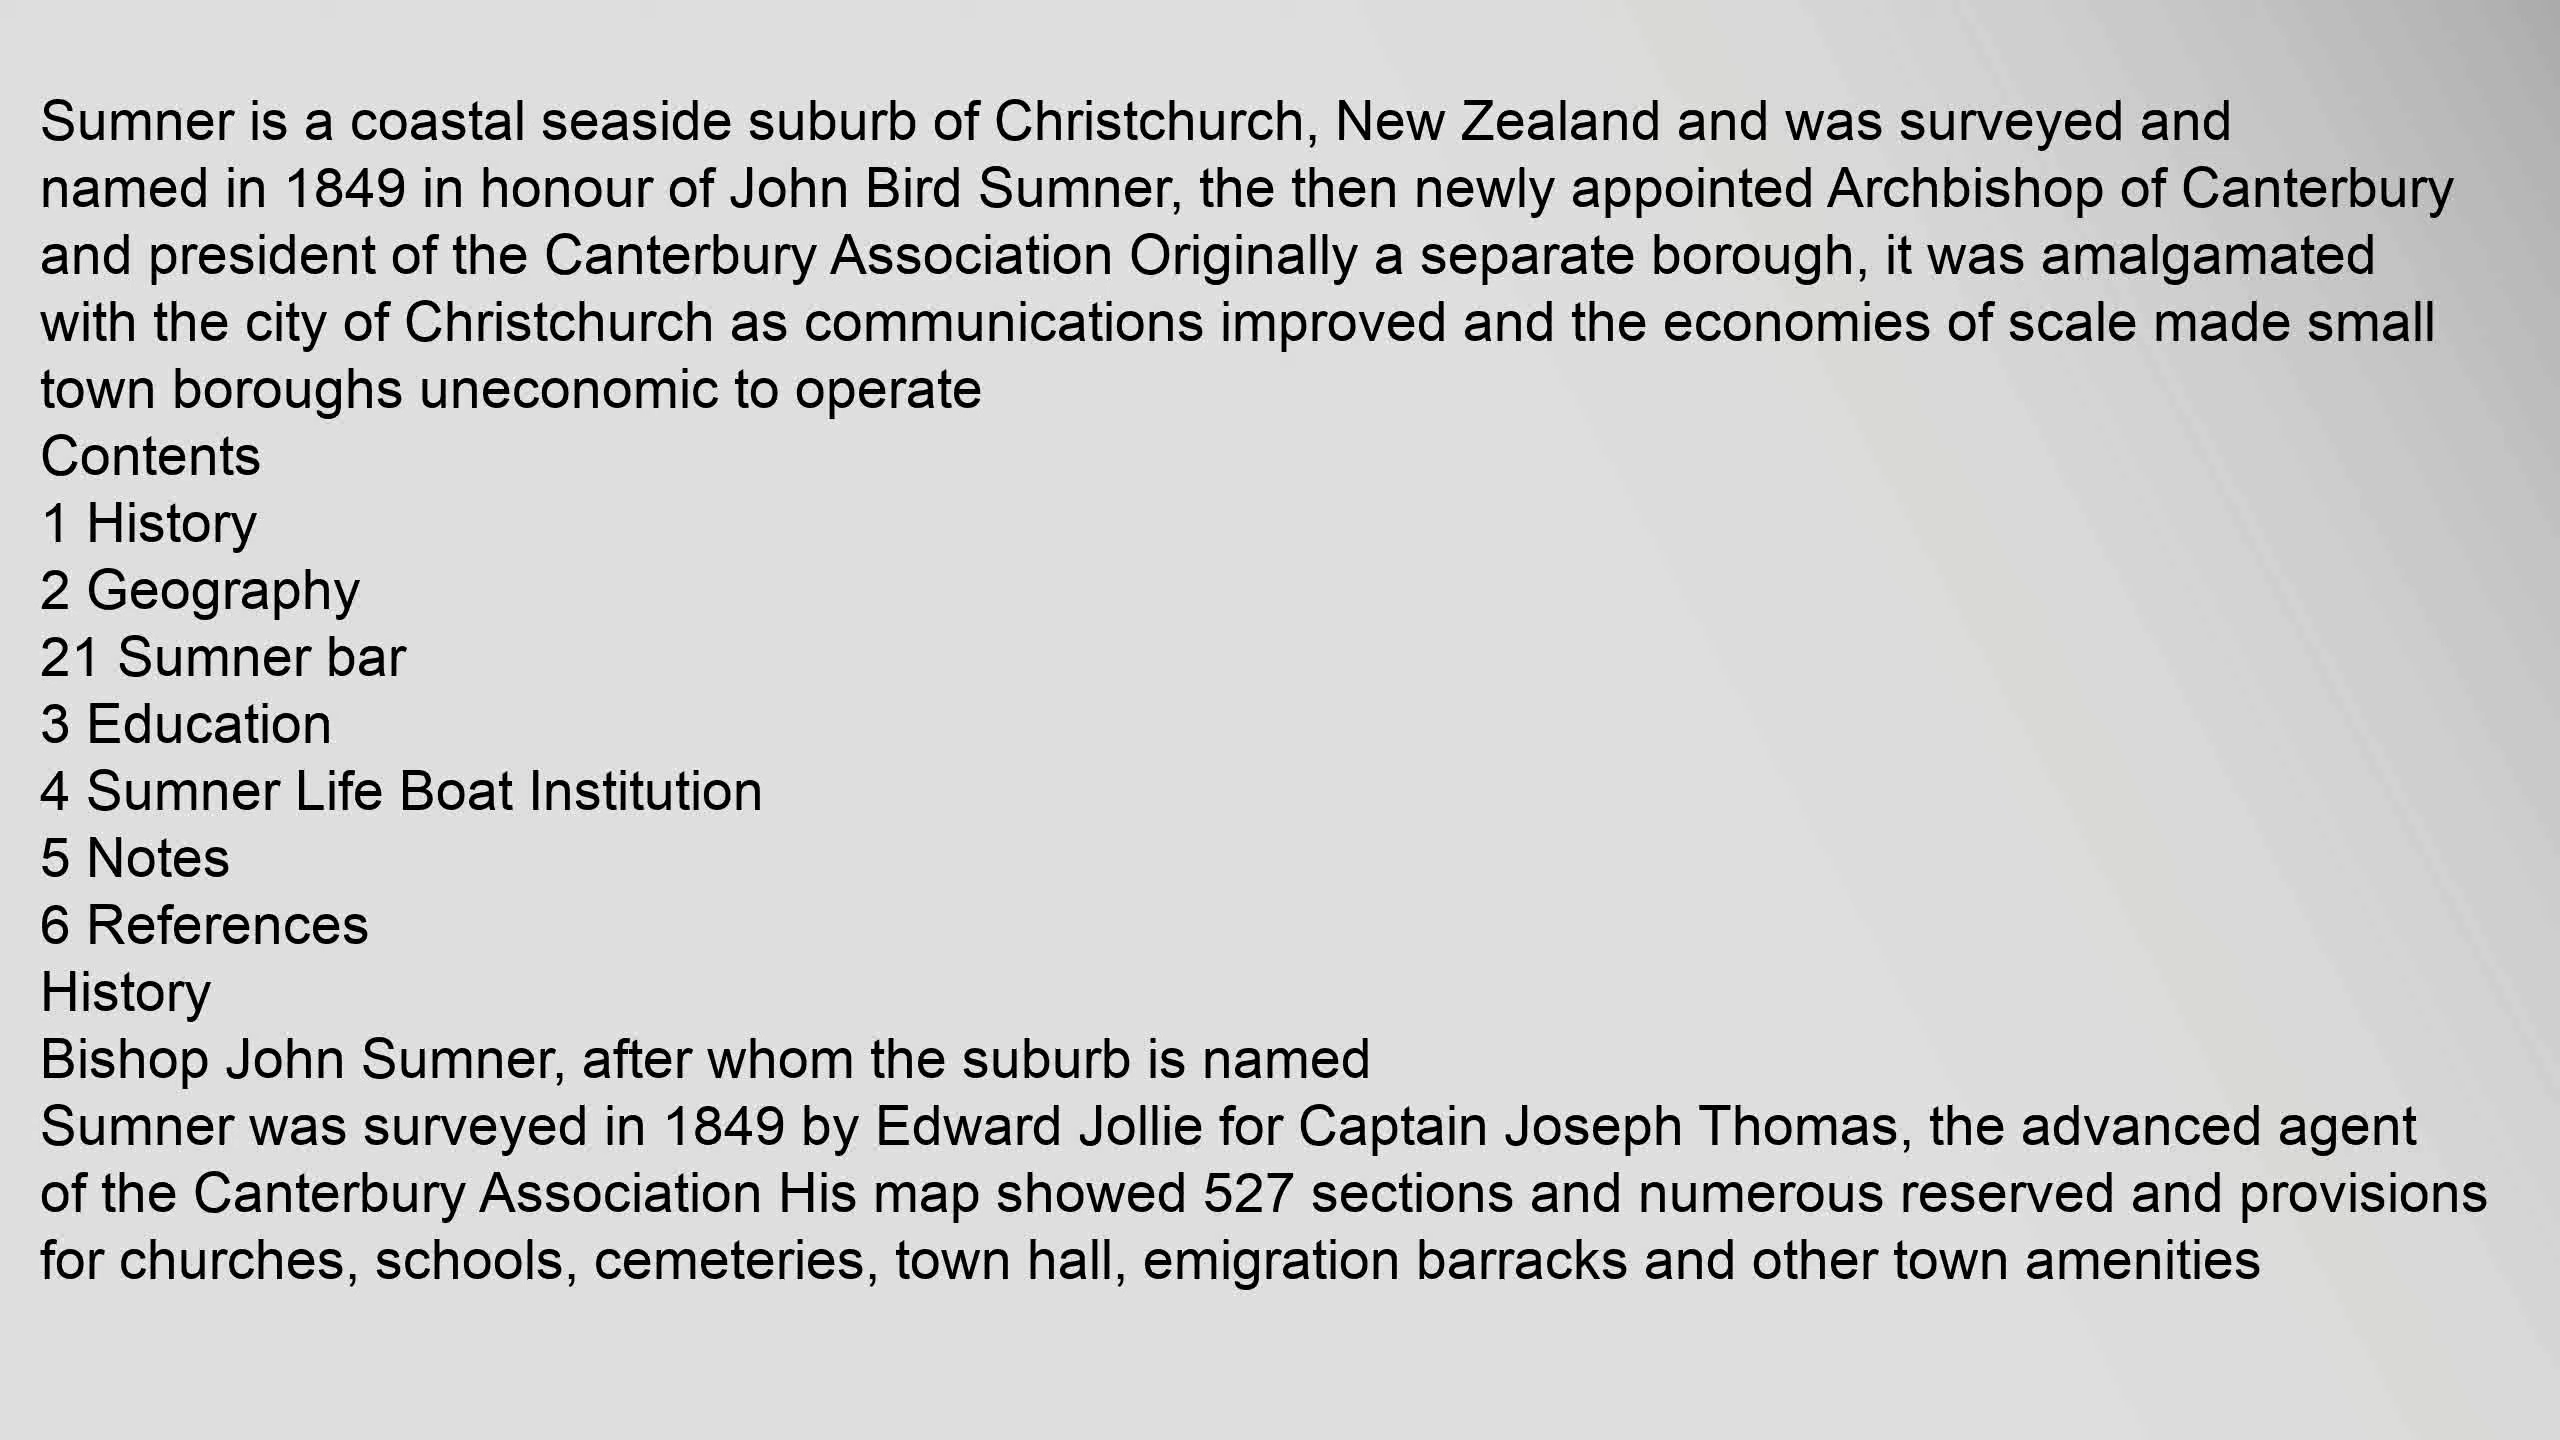 Sumner is a coastal seaside suburb of Christchurch, New Zealand and was surveyed and
named in 1849 in honour of John Bird Sumner, the then newly appointed Archbishop of Canterbury
and president of the Canterbury Association Originally a separate borough, it was amalgamated
with the city of Christchurch as communications improved and the economies of scale made small
town boroughs uneconomic to operate
Contents
1 History
2 Geography
21 Sumner bar
3 Education
4 Sumner Life Boat Institution
5 Notes
6 References
History
Bishop John Sumner, after whom the suburb is named
Sumner was surveyed in 1849 by Edward Jollie for Captain Joseph Thomas, the advanced agent
of the Canterbury Association His map showed 527 sections and numerous reserved and provisions
for churches, schools, cemeteries, town hall, emigration barracks and other town amenities